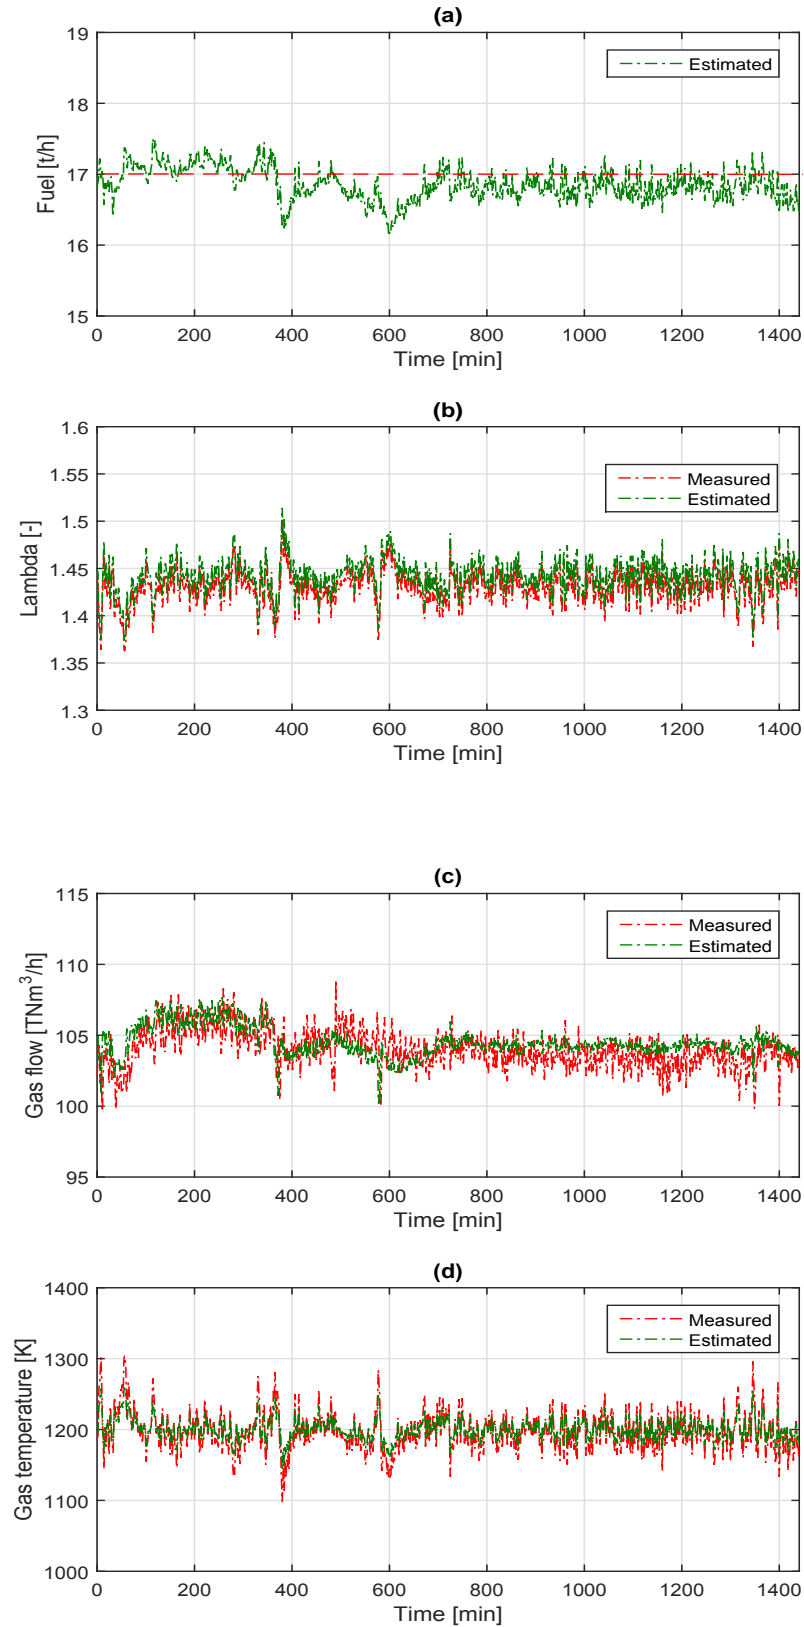 (a)
19
18
17
16
15
Fuel [t/h]
Estimated
0 200 400 600 800 1000 1200 1400
Time [min]
(b)
1.6
1.55
1.5
1.45
1.4
1.35
1.3
Lambda [-]
Measured
Estimated
0 200 400 600 800 1000 1200 1400
Time [min]
(c)
115
110
105
100
95
Gas flow [TNm³/h]
Measured
Estimated
0 200 400 600 800 1000 1200 1400
Time [min]
(d)
1400
1300
1200
1100
1000
Gas temperature [K]
Measured
Estimated
0 200 400 600 800 1000 1200 1400
Time [min]